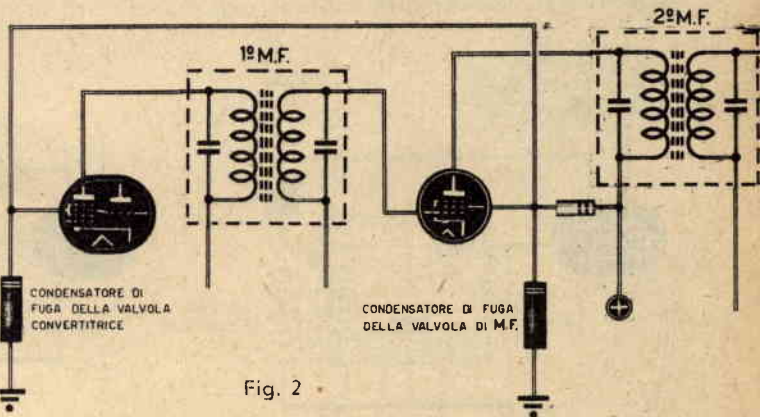 1º M.F.
2º M.F.
CONDENSATORE DI
FUGA DELLA VALVOLA
CONVERTITRICE
CONDENSATORE DI FUGA
DELLA VALVOLA DI M.F.
Fig. 2